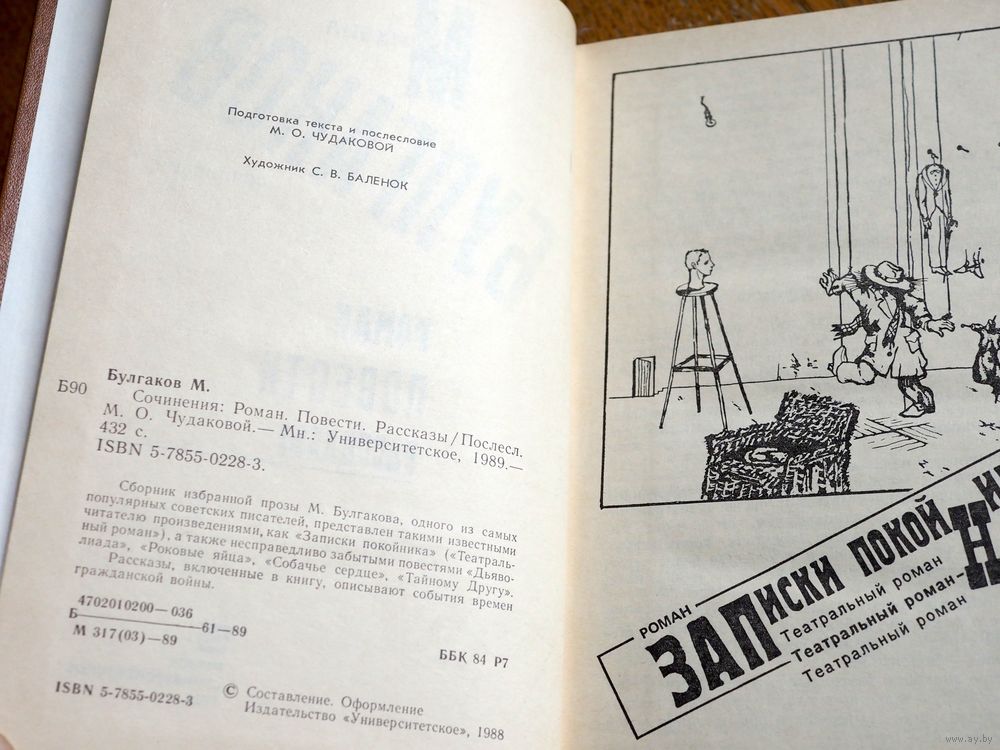 Подготовка текста и послесловие
М. О. ЧУДАКОВОЙ
Художник С. В. БАЛЕНОК
Булгаков М.
Б90 Сочинения: Роман. Повести. Рассказы/Послесл.
М. О. Чудаковой.— Мн.: Университетское, 1989.—
432 с.
ISBN 5-7855-0228-3.
Сборник избранной прозы М. Булгакова, одного из самых
популярных советских писателей, представлен такими известными
читателю произведениями, как «Записки покойника» («Театраль-
ный роман»), а также несправедливо забытыми повестями «Дьяво-
лиада», «Роковые яйца», «Собачье сердце», «Тайному Другу».
Рассказы, включенные в книгу, описывают события времен
гражданской войны.
4702010200—036
Б 61—89
М 317(03)—89
ББК 84 Р7
ISBN 5-7855-0228-3
© Составление. Оформление
Издательство «Университетское», 1988
РОМАН
ЗАПИСКИ ПОКОЙНИ
Театральный роман
Театральный роман—
Театральный роман
www.ay.by